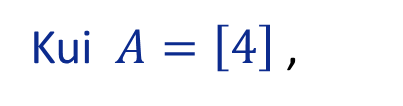 Kui A = [4] ,